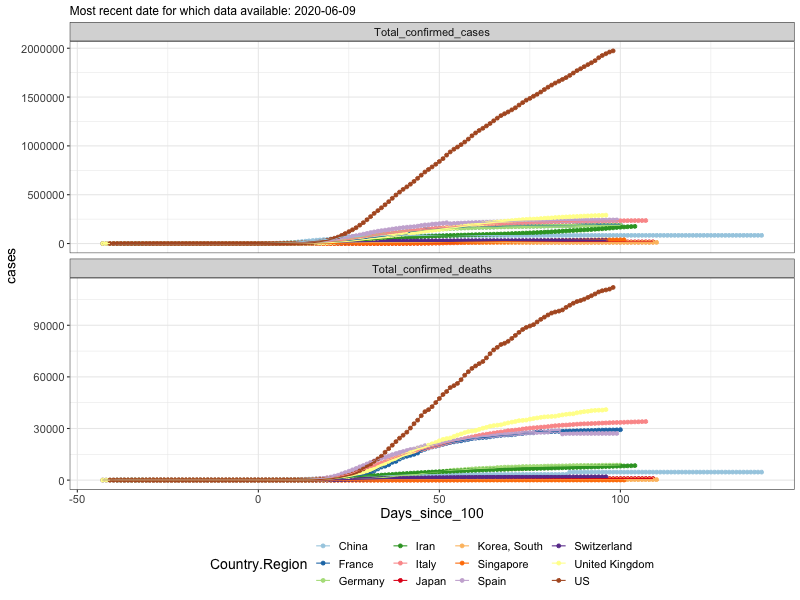 Most recent date for which data available: 2020-06-09
Total_confirmed_cases
2000000
1500000
1000000
500000
0
Total_confirmed_deaths
90000
60000
30000
0
cases
-50 0 50 100
Days_since_100
Country.Region
China Iran Korea, South Switzerland
France Italy Singapore United Kingdom
Germany Japan Spain US